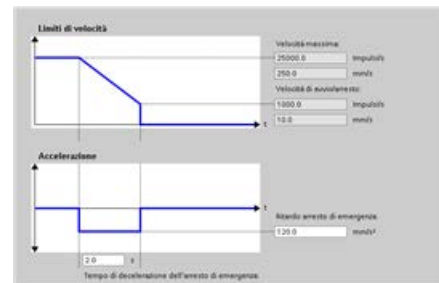 Limiti di velocità
Velocità massima:
25000.0 Impulsi/s
250.0 mm/s
Velocità di avvio/arresto:
1000.0 Impulsi/s
10.0 mm/s
t
Accelerazione
t
Ritardo arresto di emergenza:
120.0 mm/s²
2.0 s
Tempo di decelerazione dell'arresto di emergenza: